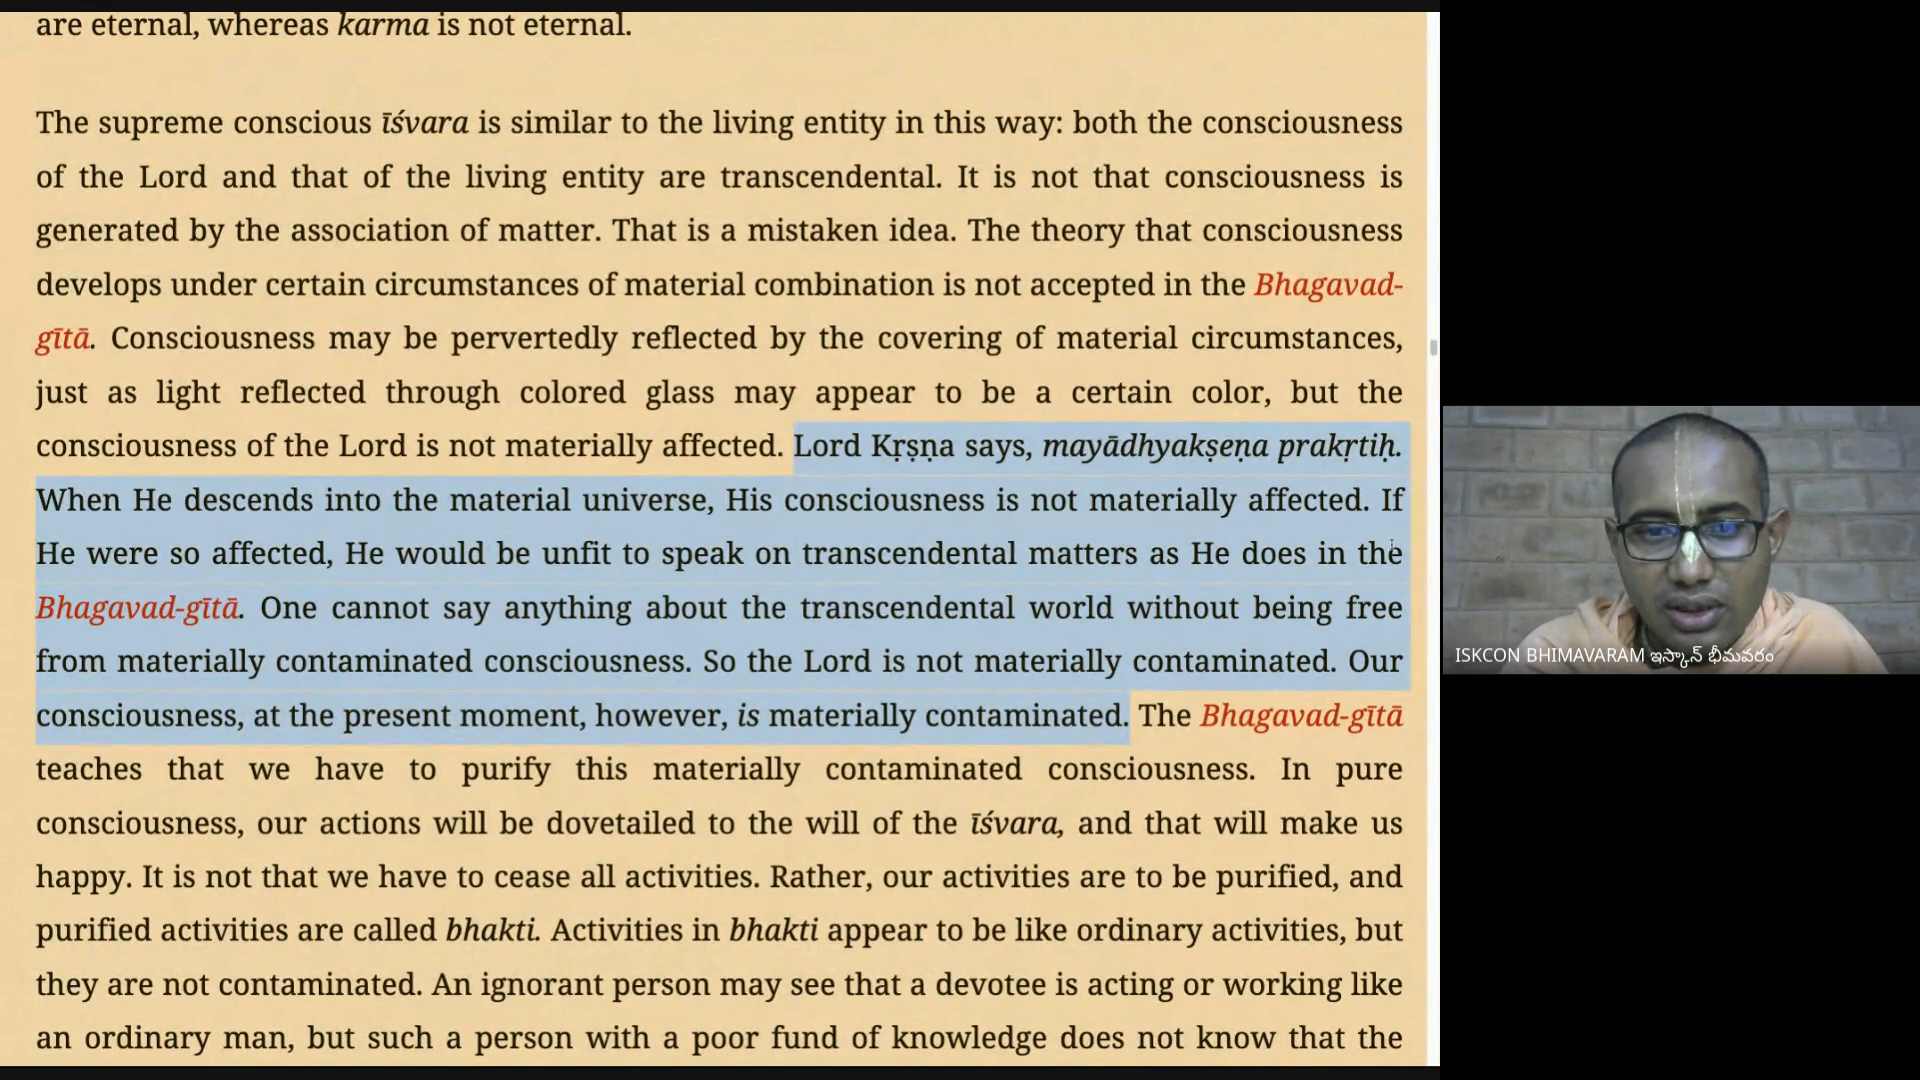 are eternal, whereas karma is not eternal.
The supreme conscious īśvara is similar to the living entity in this way: both the consciousness
of the Lord and that of the living entity are transcendental. It is not that consciousness is
generated by the association of matter. That is a mistaken idea. The theory that consciousness
develops under certain circumstances of material combination is not accepted in the Bhagavad-
gītā. Consciousness may be pervertedly reflected by the covering of material circumstances,
just as light reflected through colored glass may appear to be a certain color, but the
consciousness of the Lord is not materially affected. Lord Kṛṣṇa says, mayādhyakṣeṇa prakṛtiḥ.
When He descends into the material universe, His consciousness is not materially affected. If
He were so affected, He would be unfit to speak on transcendental matters as He does in the
Bhagavad-gītā. One cannot say anything about the transcendental world without being free
from materially contaminated consciousness. So the Lord is not materially contaminated. Our
consciousness, at the present moment, however, is materially contaminated. The Bhagavad-gītā
teaches that we have to purify this materially contaminated consciousness. In pure
consciousness, our actions will be dovetailed to the will of the īśvara, and that will make us
happy. It is not that we have to cease all activities. Rather, our activities are to be purified, and
purified activities are called bhakti. Activities in bhakti appear to be like ordinary activities, but
they are not contaminated. An ignorant person may see that a devotee is acting or working like
an ordinary man, but such a person with a poor fund of knowledge does not know that the
ISKCON BHIMAVARAM ఇస్కాన్ భీమవరం